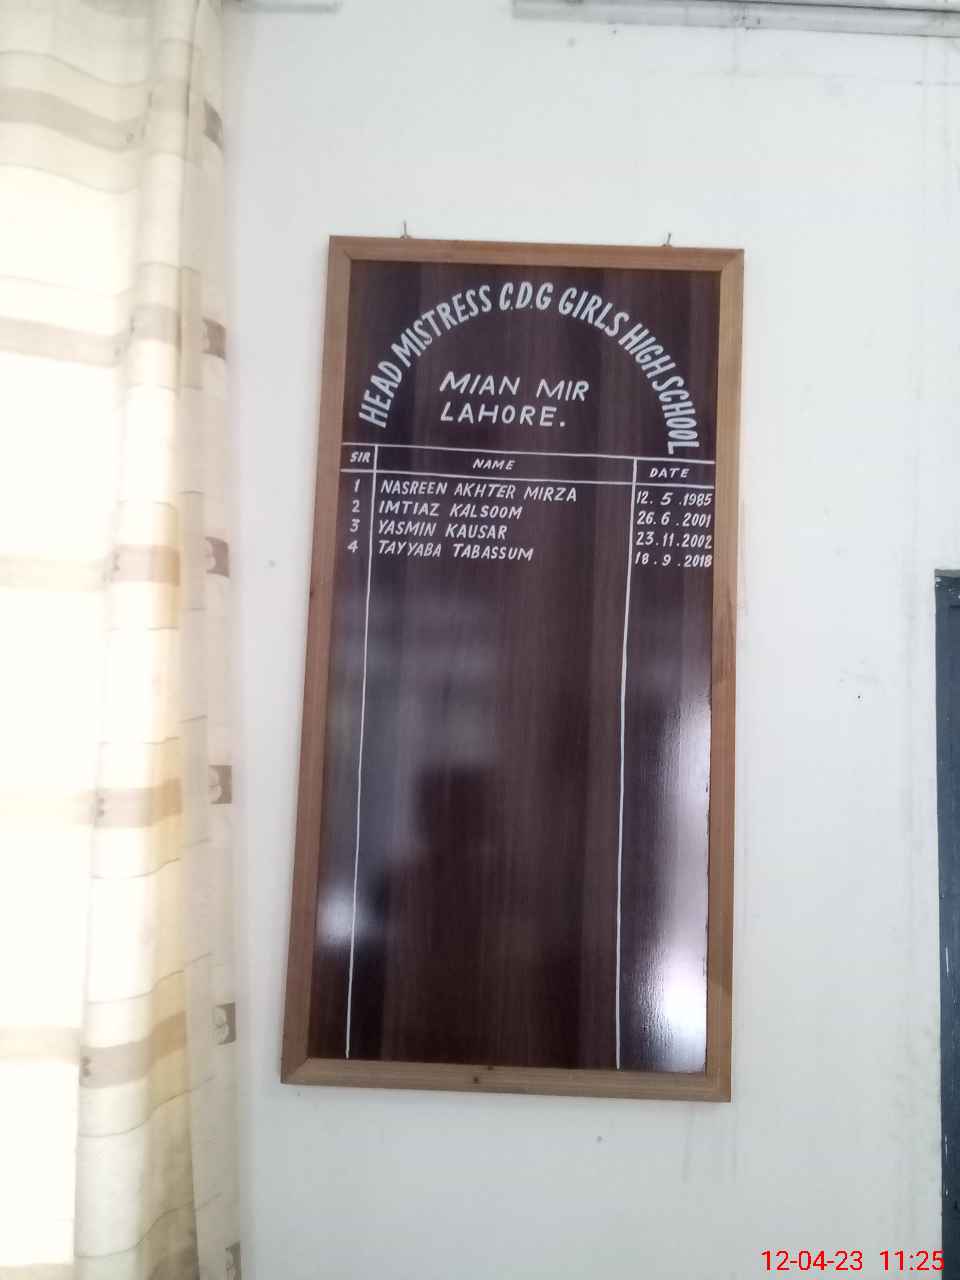 HEAD MISTRESS C.D.G GIRLS HIGH SCHOOL
MIAN MIR
LAHORE.
SIR NAME DATE
1 NASREEN AKHTER MIRZA 12. 5 .1985
2 IMTIAZ KALSOOM 26. 6 .2001
3 YASMIN KAUSAR 23.11.2002
4 TAYYABA TABASSUM 18 . 9 . 2018
12-04-23 11:25